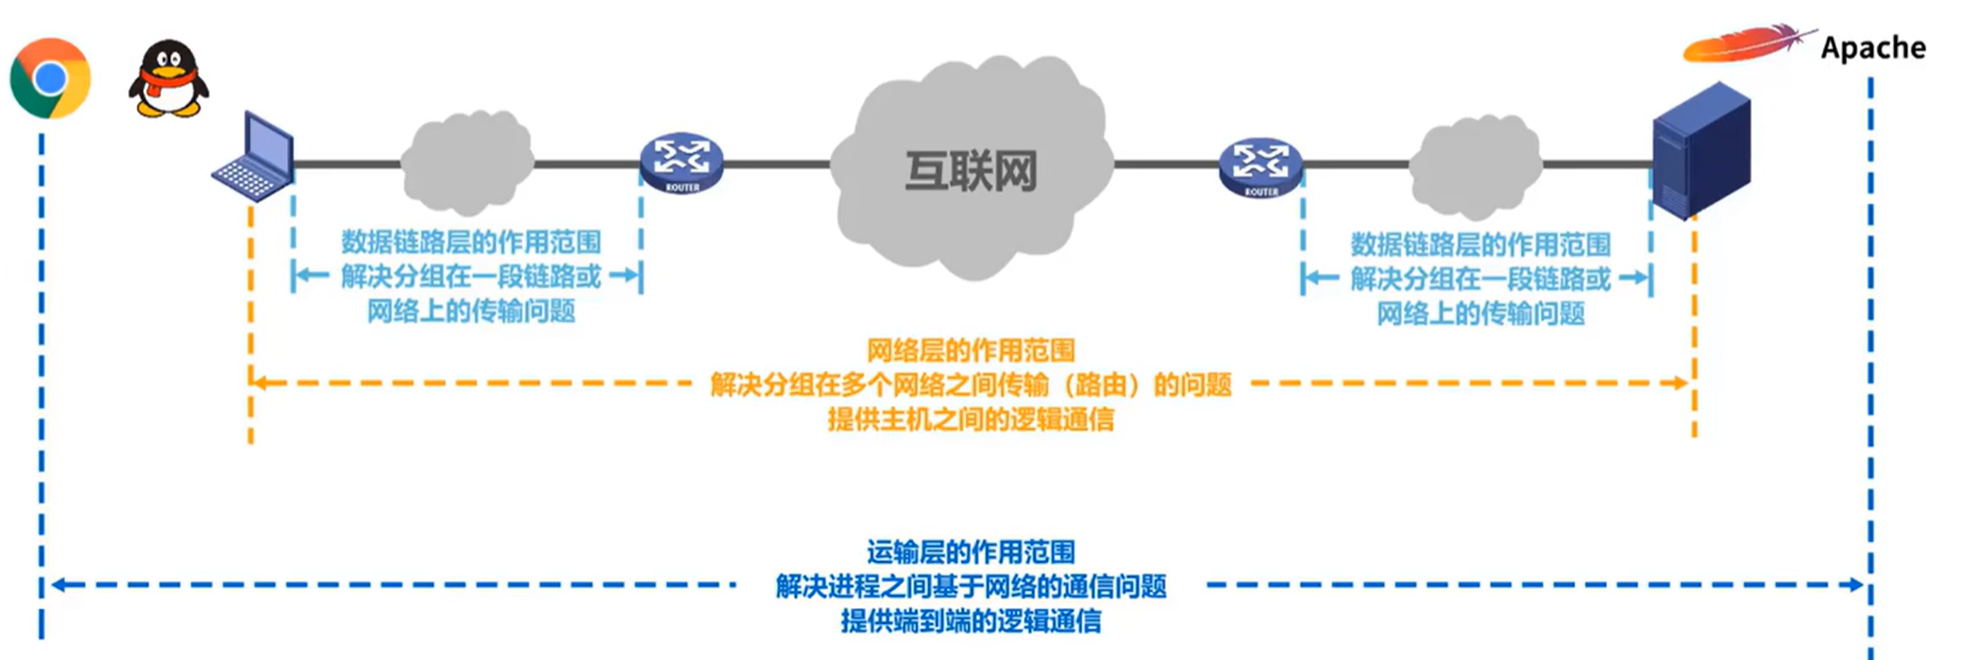 Apache
ROUTER
互联网
ROUTER
数据链路层的作用范围
解决分组在一段链路或
网络上的传输问题
数据链路层的作用范围
解决分组在一段链路或
网络上的传输问题
网络层的作用范围
解决分组在多个网络之间传输（路由）的问题
提供主机之间的逻辑通信
运输层的作用范围
解决进程之间基于网络的通信问题
提供端到端的逻辑通信